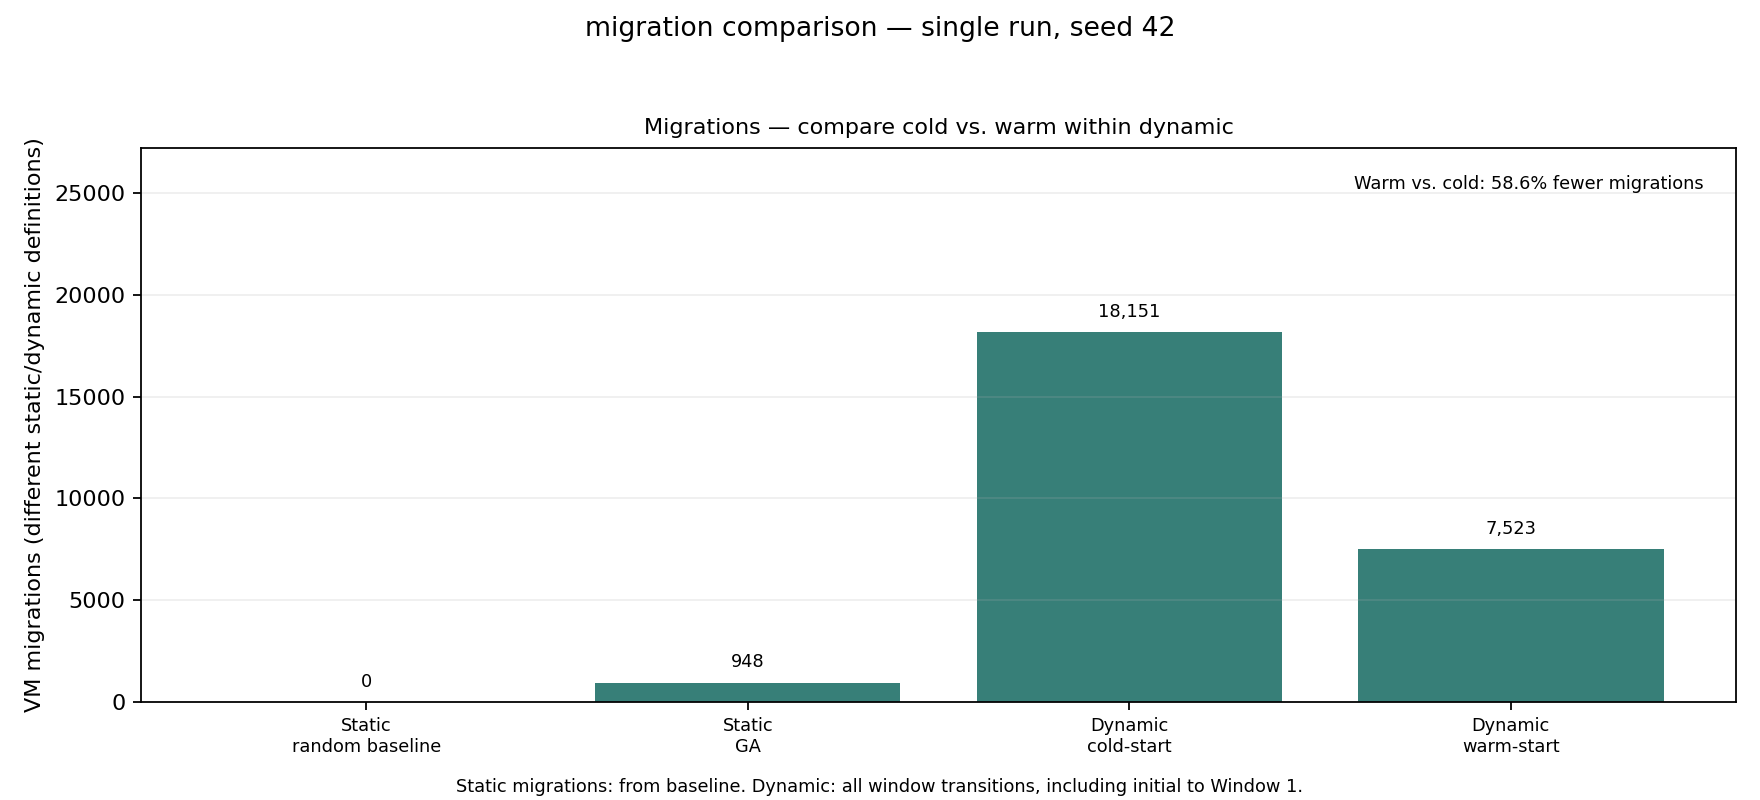 migration comparison — single run, seed 42
Migrations — compare cold vs. warm within dynamic
VM migrations (different static/dynamic definitions)
25000
20000
15000
10000
5000
0
Warm vs. cold: 58.6% fewer migrations
0
948
18,151
7,523
Static
random baseline
Static
GA
Dynamic
cold-start
Dynamic
warm-start
Static migrations: from baseline. Dynamic: all window transitions, including initial to Window 1.